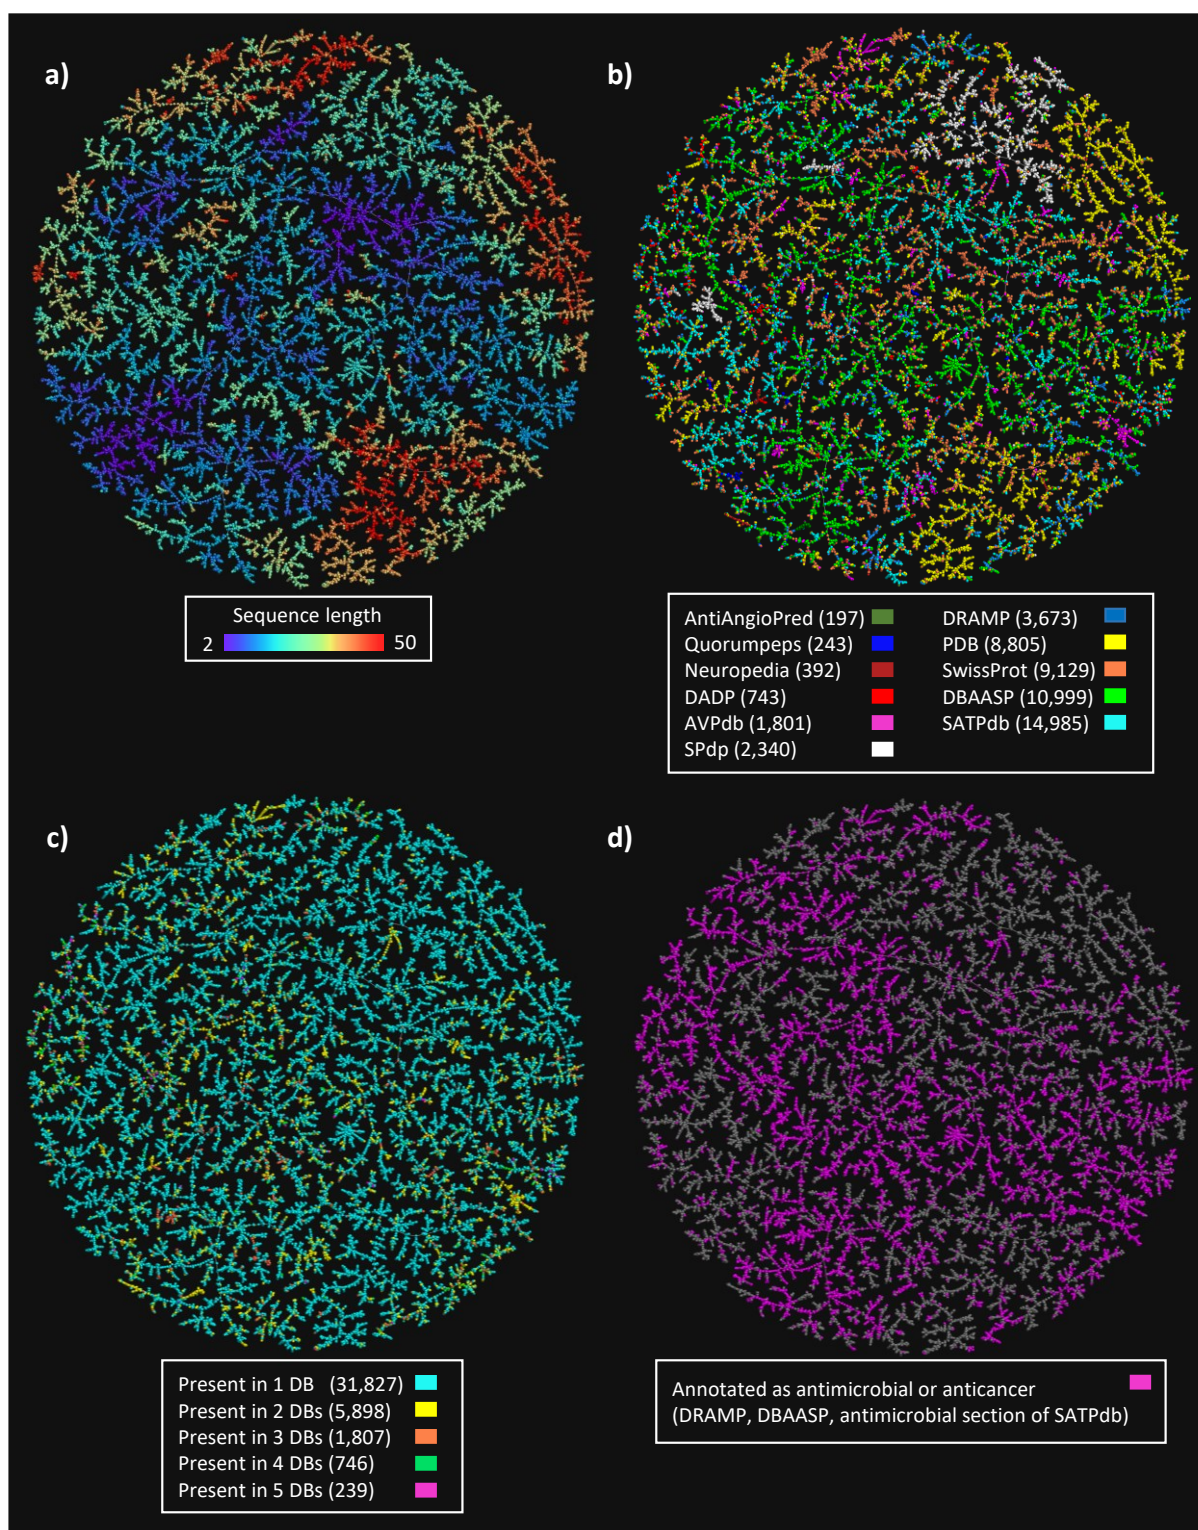 a)
b)
Sequence length
2 50
AntiAngioPred (197)
Quorumpeps (243)
Neuropedia (392)
DADP (743)
AVPdb (1,801)
SPdp (2,340)
DRAMP (3,673)
PDB (8,805)
SwissProt (9,129)
DBAASP (10,999)
SATPdb (14,985)
c)
d)
Present in 1 DB (31,827)
Present in 2 DBs (5,898)
Present in 3 DBs (1,807)
Present in 4 DBs (746)
Present in 5 DBs (239)
Annotated as antimicrobial or anticancer
(DRAMP, DBAASP, antimicrobial section of SATPdb)